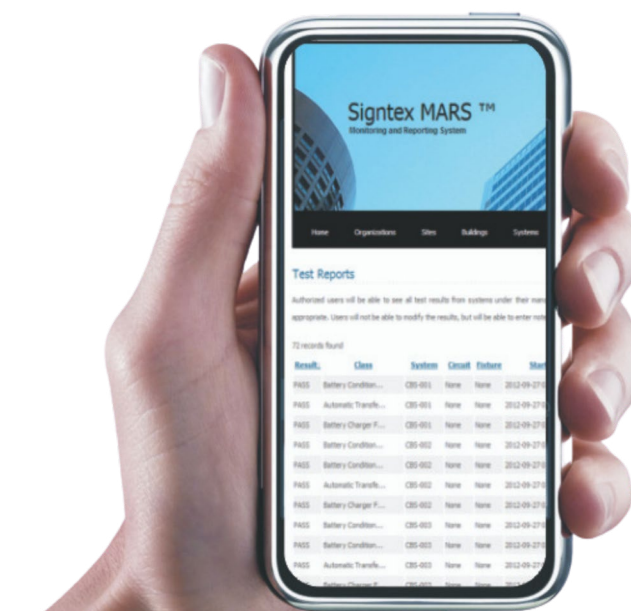 Signtex MARS ™
Monitoring and Reporting System
Home Organizations Sites Buildings Systems
Test Reports
Authorized users will be able to see all test results from systems under their
appropriate. Users will not be able to modify the results, but will be able to enter
72 records found
Result Class System Circuit Fixture Start
PASS Battery Condition... CBS-001 None None 2012-09-27
PASS Automatic Transfe... CBS-001 None None 2012-09-27
PASS Battery Charger F... CBS-001 None None 2012-09-27
PASS Battery Condition... CBS-002 None None 2012-09-27
PASS Battery Condition... CBS-002 None None 2012-09-27
PASS Automatic Transfe... CBS-002 None None 2012-09-27
PASS Battery Charger F... CBS-002 None None 2012-09-27
PASS Battery Condition... CBS-003 None None 2012-09-27
PASS Battery Condition... CBS-003 None None 2012-09-27
PASS Automatic Transfe... CBS-003 None None 2012-09-27
PASS Battery Charger F... CBS-003 None None